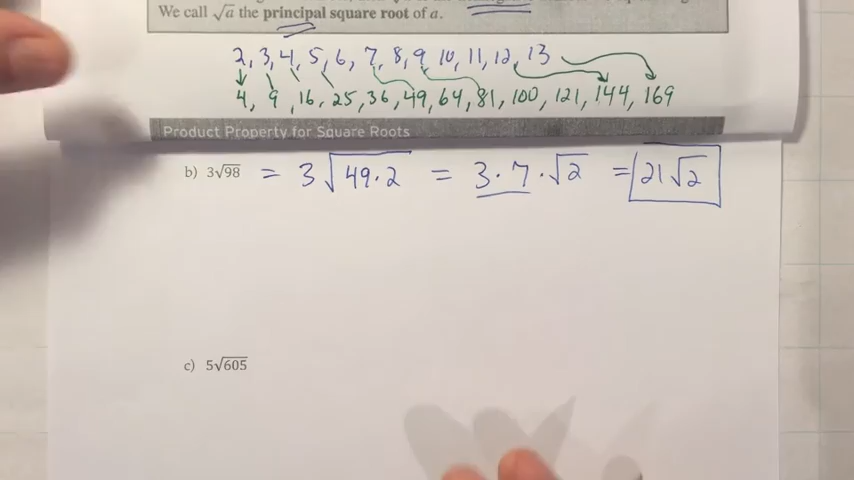 We call √a the principal square root of a.
2, 3, 4, 5, 6, 7, 8, 9, 10, 11, 12, 13
4, 9, 16, 25, 36, 49, 64, 81, 100, 121, 144, 169
Product Property for Square Roots
b) 3√98 = 3√49·2 = 3·7·√2 = 21√2
c) 5√605